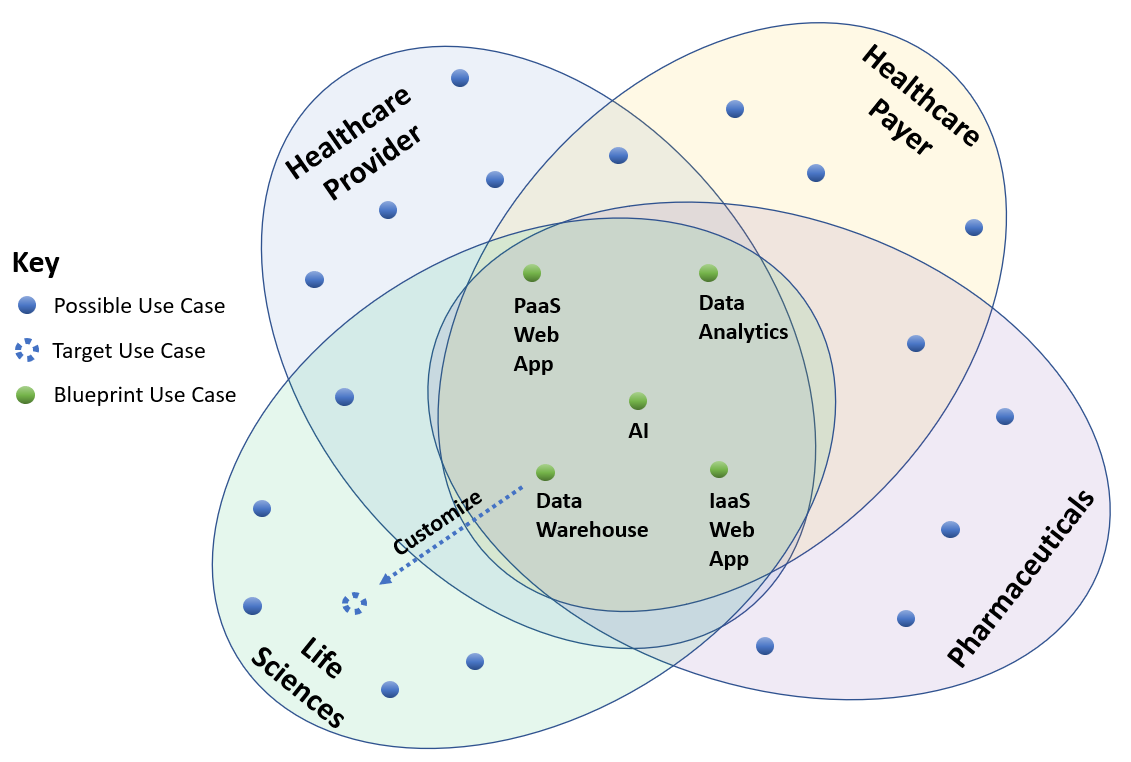 Healthcare
Provider
Healthcare
Payer
Key
Possible Use Case
Target Use Case
Blueprint Use Case
PaaS
Web
App
Data
Analytics
AI
Data
Warehouse
IaaS
Web
App
Customize
Life
Sciences
Pharmaceuticals